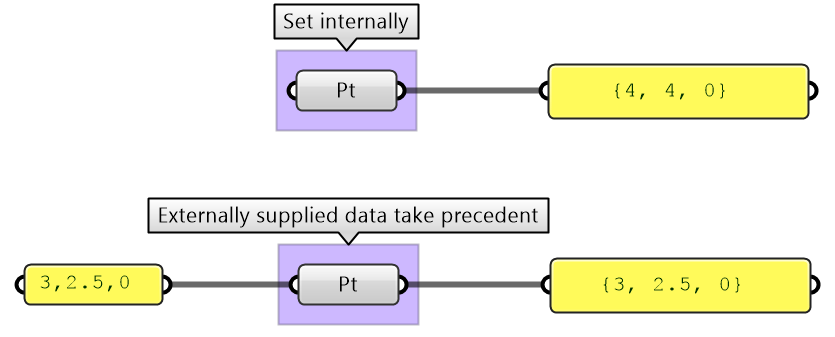 Set internally
Pt
{4, 4, 0}
Externally supplied data take precedent
3,2.5,0
Pt
{3, 2.5, 0}